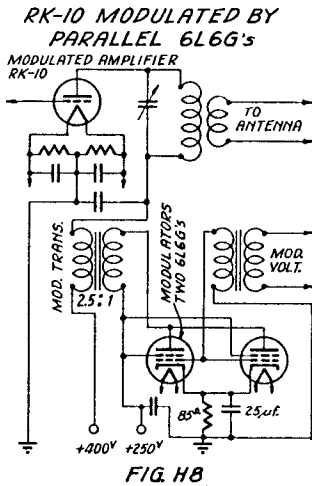 RK-10 MODULATED BY
PARALLEL 6L6G's
MODULATED AMPLIFIER
RK-10
TO
ANTENNA
MOD. TRANS.
2.5:1
MODULATORS
TWO 6L6G'S
MOD.
VOLT.
85Ω
25μf.
+400V
+250V
FIG. H8